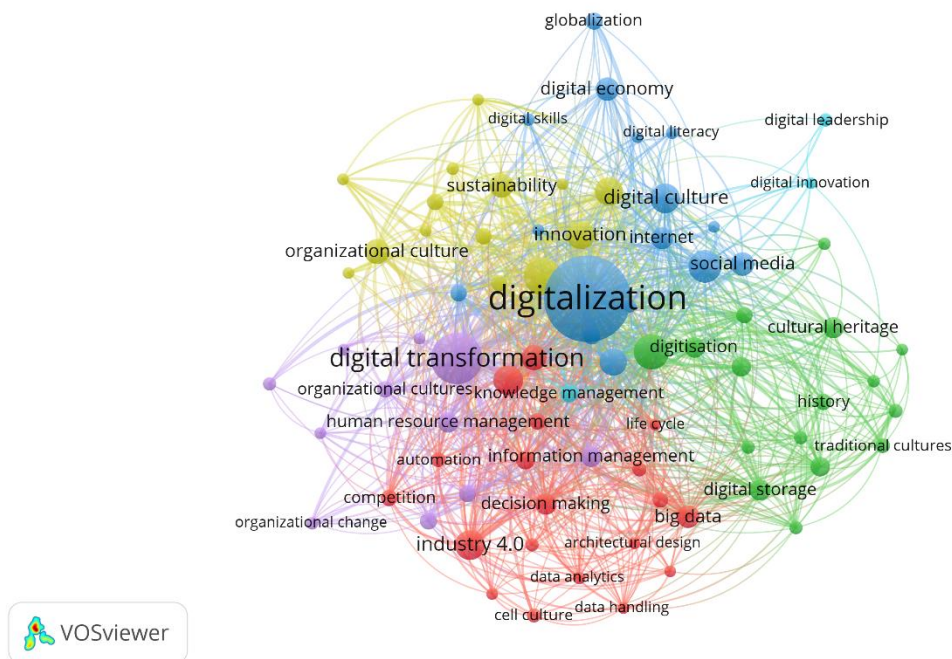 globalization
digital economy
digital skills
digital literacy
digital leadership
digital innovation
sustainability
digital culture
innovation
internet
organizational culture
social media
digitalization
cultural heritage
digitisation
digital transformation
organizational cultures
knowledge management
history
human resource management
life cycle
traditional cultures
automation
information management
competition
decision making
digital storage
organizational change
big data
industry 4.0
architectural design
data analytics
cell culture
data handling
VOSviewer